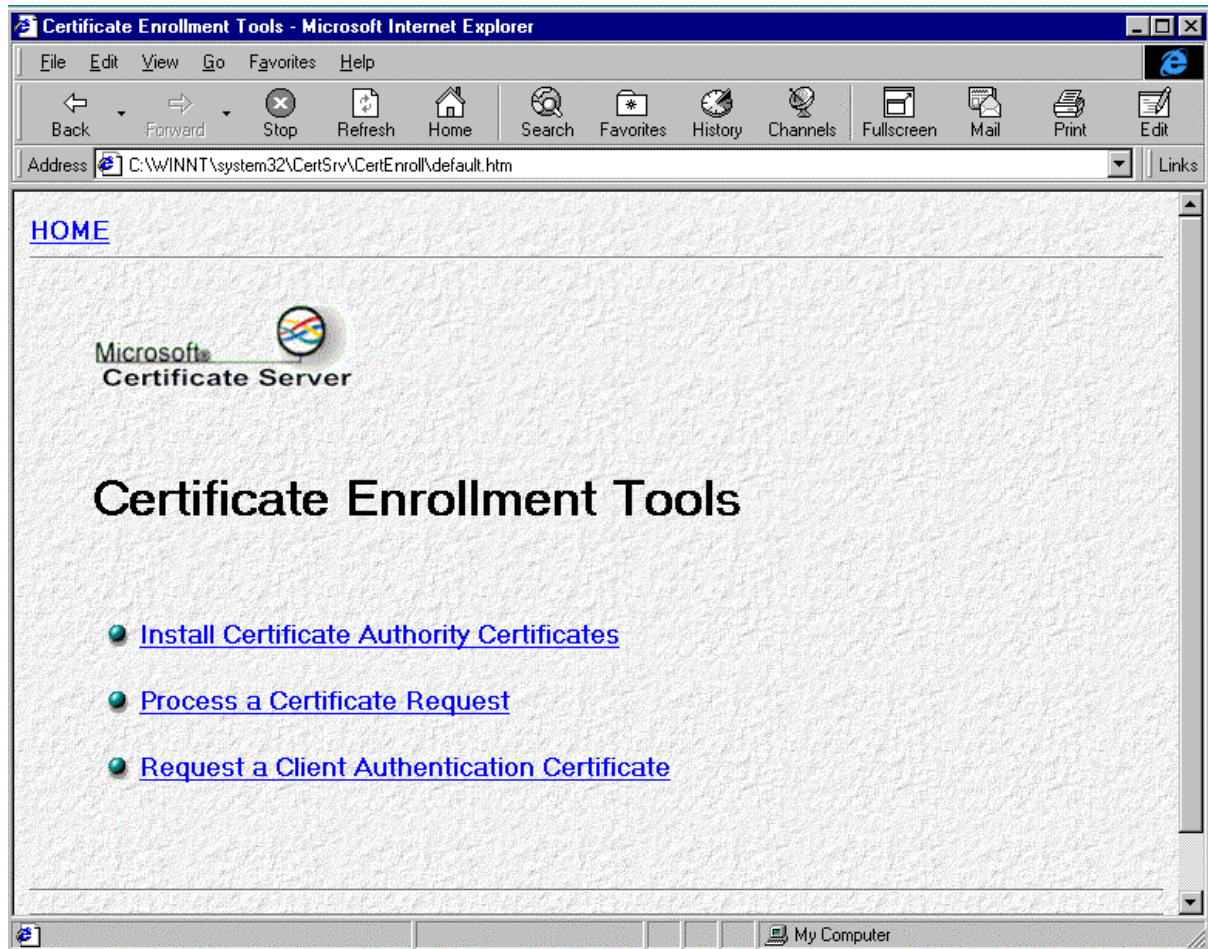 Certificate Enrollment Tools - Microsoft Internet Explorer
File Edit View Go Favorites Help
Back Forward Stop Refresh Home Search Favorites History Channels Fullscreen Mail Print Edit
Address C:\WINNT\system32\CertSrv\CertEnroll\default.htm Links
HOME
Microsoft®
Certificate Server
Certificate Enrollment Tools
Install Certificate Authority Certificates
Process a Certificate Request
Request a Client Authentication Certificate
My Computer